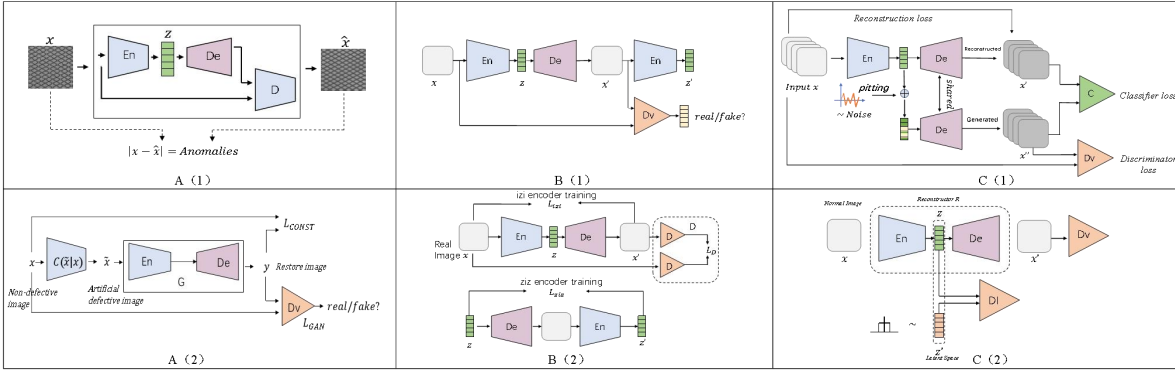 x
z
x̂
En
De
D
|x − x̂| = Anomalies
A（1）
x
En
z
De
x'
En
z'
Dv
real/fake?
B（1）
Reconstruction loss
Input x
En
De
Reconstructed
x'
pitting
~ Noise
shared
C
Classifier loss
De
Generated
x''
Dv
Discriminator
loss
C（1）
L_CONST
x
C(x̃|x)
x̃
En
De
G
y
Restore image
Non-defective
image
Artificial
defective image
Dv
real/fake?
L_GAN
A（2）
izi encoder training
L_izi
Real
Image x
En
z
De
x'
D
D
D
L_D
ziz encoder training
L_ziz
z
De
En
z'
B（2）
Normal Image
Reconstructor R
x
En
z
De
x'
Dv
DI
~
z'
Latent Space
C（2）